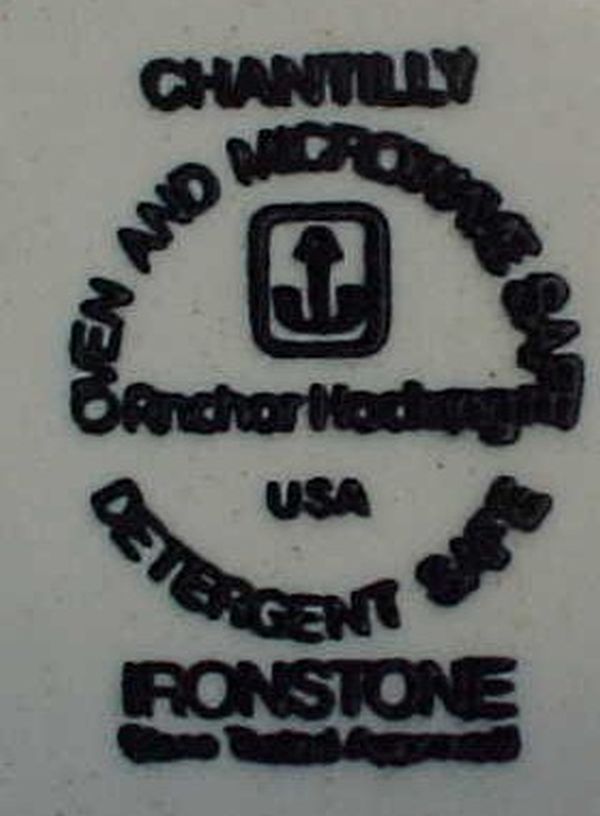 CHANTILLY
OVEN AND MICROWAVE SAFE
Anchor Hocking
USA
DETERGENT SAFE
IRONSTONE